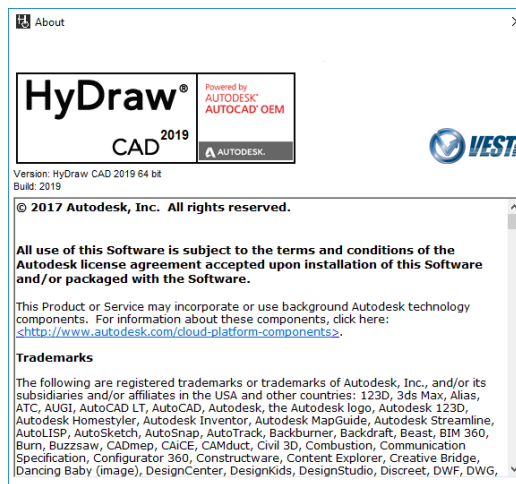 About
HyDraw®
CAD 2019
Powered by
AUTODESK®
AUTOCAD® OEM
AUTODESK.
VEST
Version: HyDraw CAD 2019 64 bit
Build: 2019
© 2017 Autodesk, Inc.  All rights reserved.
All use of this Software is subject to the terms and conditions of the
Autodesk license agreement accepted upon installation of this Software
and/or packaged with the Software.
This Product or Service may incorporate or use background Autodesk technology
components.  For information about these components, click here:
<http://www.autodesk.com/cloud-platform-components>.
Trademarks
The following are registered trademarks or trademarks of Autodesk, Inc., and/or its
subsidiaries and/or affiliates in the USA and other countries: 123D, 3ds Max, Alias,
ATC, AUGI, AutoCAD LT, AutoCAD, Autodesk, the Autodesk logo, Autodesk 123D,
Autodesk Homestyler, Autodesk Inventor, Autodesk MapGuide, Autodesk Streamline,
AutoLISP, AutoSketch, AutoSnap, AutoTrack, Backburner, Backdraft, Beast, BIM 360,
Burn, Buzzsaw, CADmep, CAiCE, CAMduct, Civil 3D, Combustion, Communication
Specification, Configurator 360, Constructware, Content Explorer, Creative Bridge,
Dancing Baby (image), DesignCenter, DesignKids, DesignStudio, Discreet, DWF, DWG,